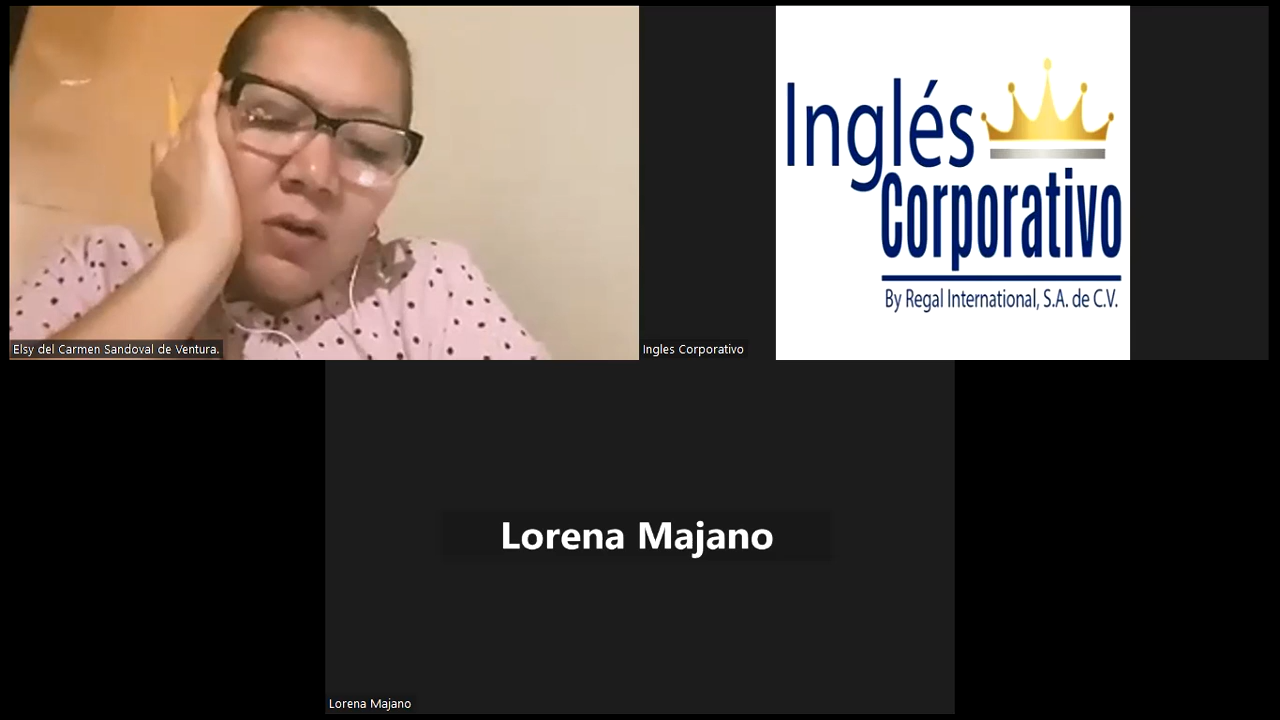 Elsy del Carmen Sandoval de Ventura.
Inglés
Corporativo
By Regal International, S.A. de C.V.
Ingles Corporativo
Lorena Majano
Lorena Majano